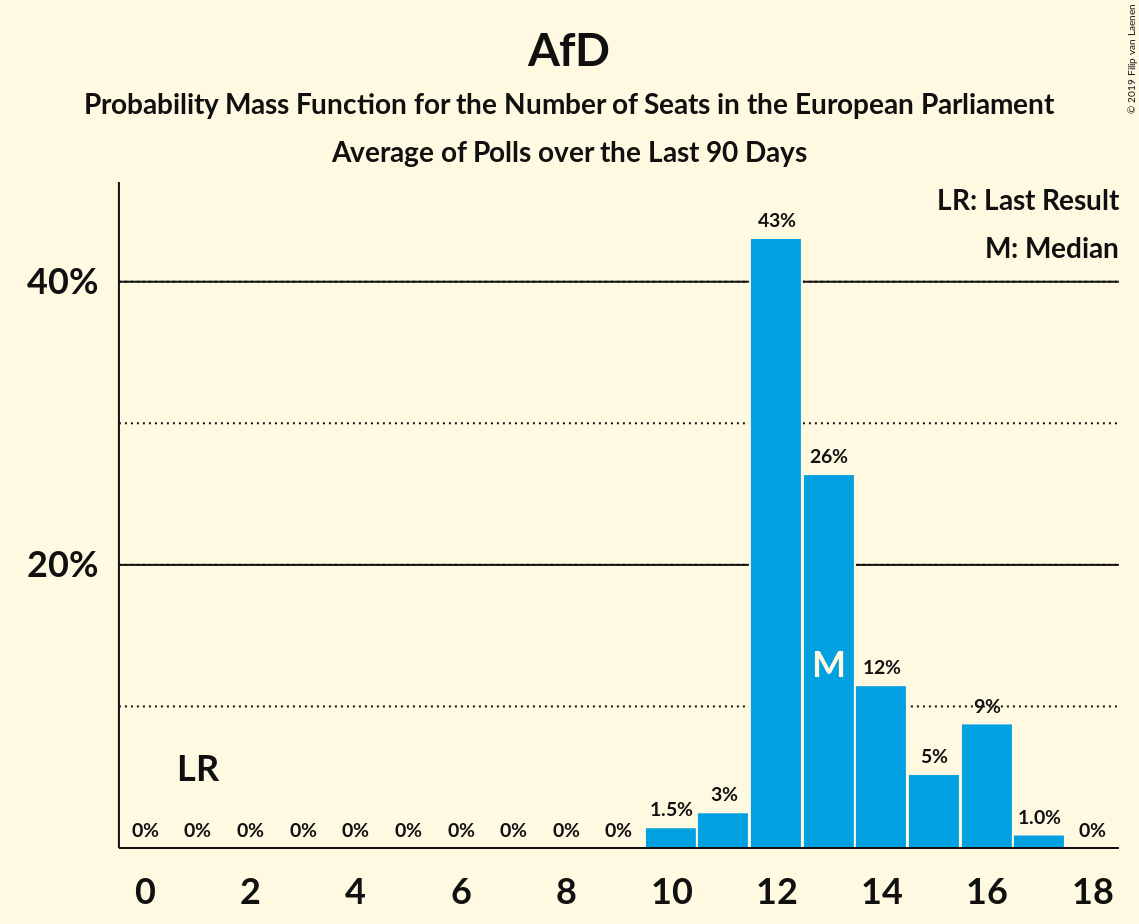 AfD
Probability Mass Function for the Number of Seats in the European Parliament
Average of Polls over the Last 90 Days
© 2019 Filip van Laenen
LR: Last Result
M: Median
40%
20%
43%
26%
M
12%
9%
5%
LR
0% 0% 0% 0% 0% 0% 0% 0% 0% 0% 1.5% 3% 1.0% 0%
0 2 4 6 8 10 12 14 16 18